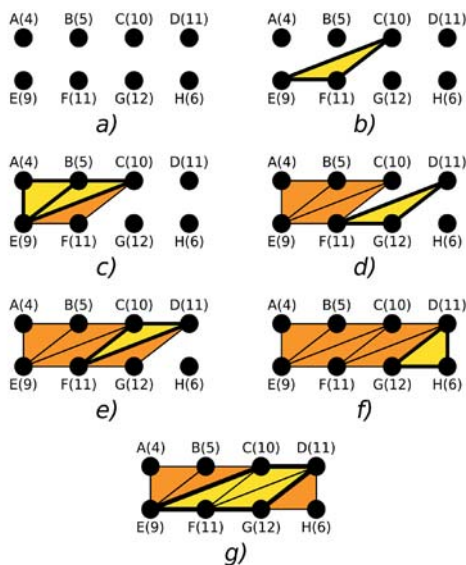 A(4) B(5) C(10) D(11)
E(9) F(11) G(12) H(6)
a)
A(4) B(5) C(10) D(11)
E(9) F(11) G(12) H(6)
b)
A(4) B(5) C(10) D(11)
E(9) F(11) G(12) H(6)
c)
A(4) B(5) C(10) D(11)
E(9) F(11) G(12) H(6)
d)
A(4) B(5) C(10) D(11)
E(9) F(11) G(12) H(6)
e)
A(4) B(5) C(10) D(11)
E(9) F(11) G(12) H(6)
f)
A(4) B(5) C(10) D(11)
E(9) F(11) G(12) H(6)
g)